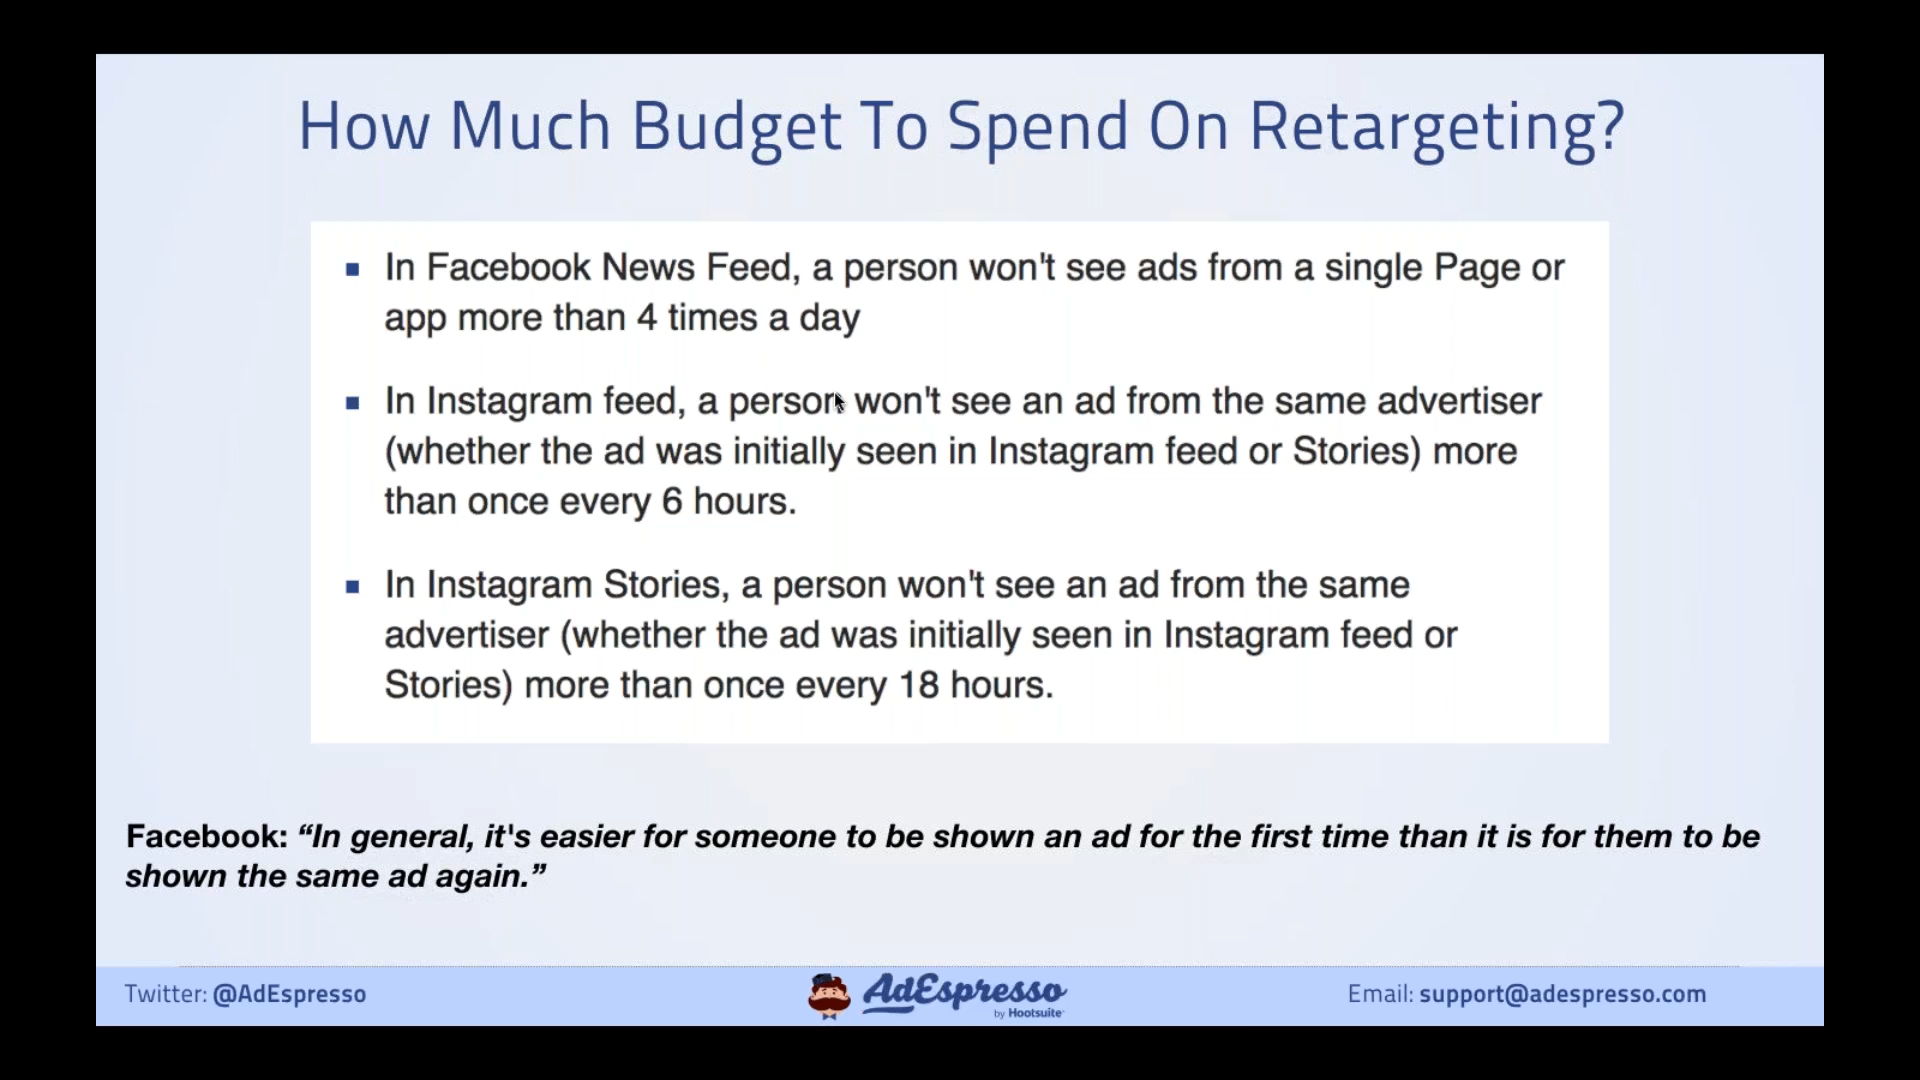 How Much Budget To Spend On Retargeting?
In Facebook News Feed, a person won't see ads from a single Page or
app more than 4 times a day
In Instagram feed, a person won't see an ad from the same advertiser
(whether the ad was initially seen in Instagram feed or Stories) more
than once every 6 hours.
In Instagram Stories, a person won't see an ad from the same
advertiser (whether the ad was initially seen in Instagram feed or
Stories) more than once every 18 hours.
Facebook: “In general, it's easier for someone to be shown an ad for the first time than it is for them to be
shown the same ad again.”
Twitter: @AdEspresso
AdEspresso
by Hootsuite
Email: support@adespresso.com